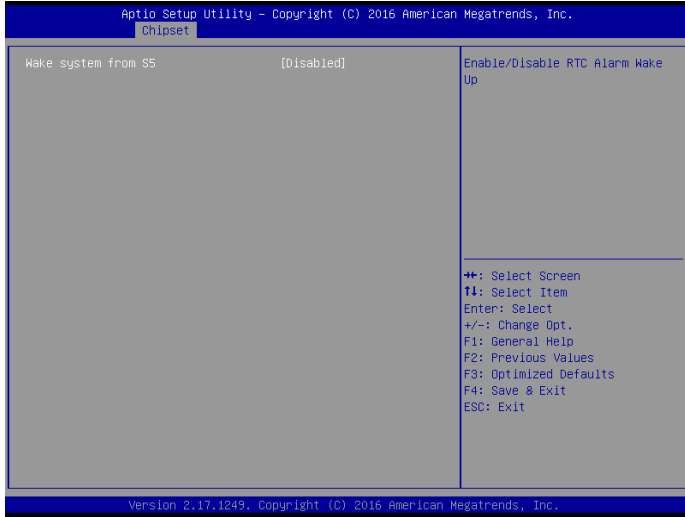 Aptio Setup Utility – Copyright (C) 2016 American Megatrends, Inc.
Chipset
Wake system from S5 [Disabled]
Enable/Disable RTC Alarm Wake
Up
→←: Select Screen
↑↓: Select Item
Enter: Select
+/-: Change Opt.
F1: General Help
F2: Previous Values
F3: Optimized Defaults
F4: Save & Exit
ESC: Exit
Version 2.17.1249. Copyright (C) 2016 American Megatrends, Inc.